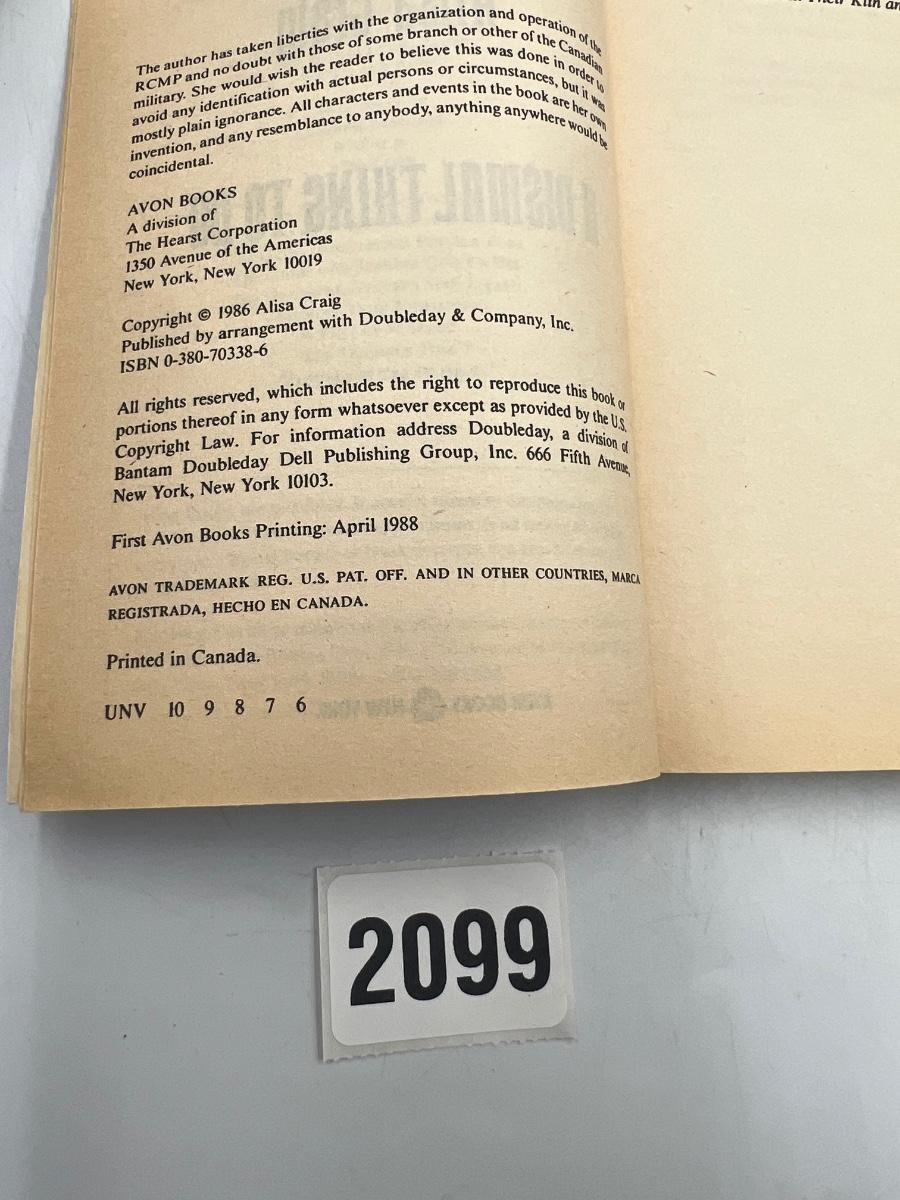 Their Kith an
The author has taken liberties with the organization and operation of the
RCMP and no doubt with those of some branch or other of the Canadian
military. She would wish the reader to believe this was done in order to
avoid any identification with actual persons or circumstances, but it was
mostly plain ignorance. All characters and events in the book are her own
invention, and any resemblance to anybody, anything anywhere would be
coincidental.
AVON BOOKS
A division of
The Hearst Corporation
1350 Avenue of the Americas
New York, New York 10019
Copyright © 1986 Alisa Craig
Published by arrangement with Doubleday & Company, Inc.
ISBN 0-380-70338-6
All rights reserved, which includes the right to reproduce this book or
portions thereof in any form whatsoever except as provided by the U.S.
Copyright Law. For information address Doubleday, a division of
Bantam Doubleday Dell Publishing Group, Inc. 666 Fifth Avenue,
New York, New York 10103.
First Avon Books Printing: April 1988
AVON TRADEMARK REG. U.S. PAT. OFF. AND IN OTHER COUNTRIES, MARCA
REGISTRADA, HECHO EN CANADA.
Printed in Canada.
UNV 10 9 8 7 6
2099